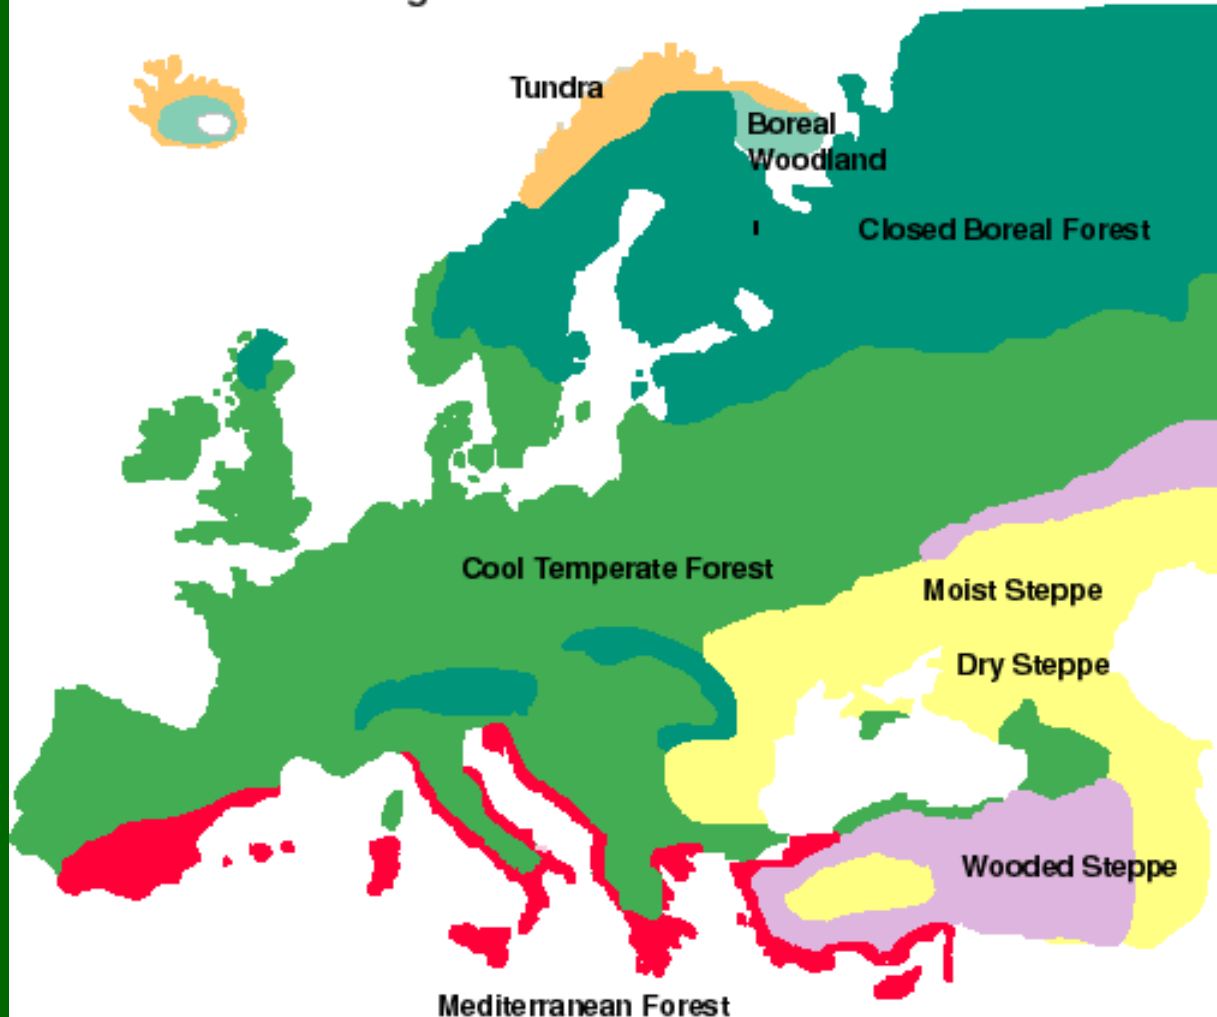 Tundra
Boreal
Woodland
Closed Boreal Forest
Cool Temperate Forest
Moist Steppe
Dry Steppe
Wooded Steppe
Mediterranean Forest